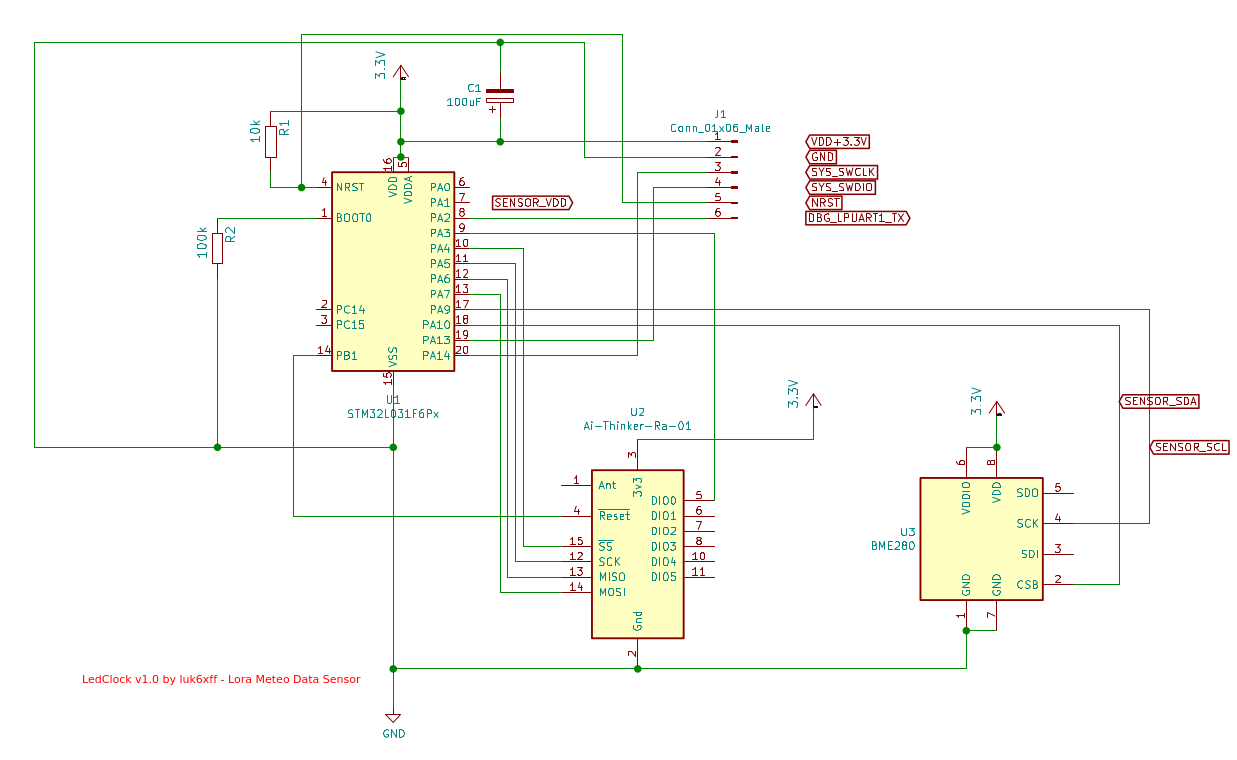 3.3V
C1
100uF
+
J1
Conn_01x06_Male
10k
R1
1
2
3
4
5
6
VDD+3.3V
GND
SYS_SWCLK
SYS_SWDIO
NRST
DBG_LPUART1_TX
SENSOR_VDD
16
5
VDD
VDDA
4
NRST
1
BOOT0
100k
R2
2
PC14
3
PC15
14
PB1
VSS
15
PA0
6
PA1
7
PA2
8
PA3
9
PA4
10
PA5
11
PA6
12
PA7
13
PA9
17
PA10
18
PA13
19
PA14
20
U1
STM32L031F6Px
U2
Ai-Thinker-Ra-01
3.3V
3
3v3
1
Ant
4
Reset
15
SS
12
SCK
13
MISO
14
MOSI
DIO0
5
DIO1
6
DIO2
7
DIO3
8
DIO4
10
DIO5
11
Gnd
2
3.3V
SENSOR_SDA
SENSOR_SCL
6
8
VDDIO
VDD
U3
BME280
SDO
5
SCK
4
SDI
3
CSB
2
GND
GND
1
7
LedClock v1.0 by luk6xff - Lora Meteo Data Sensor
GND